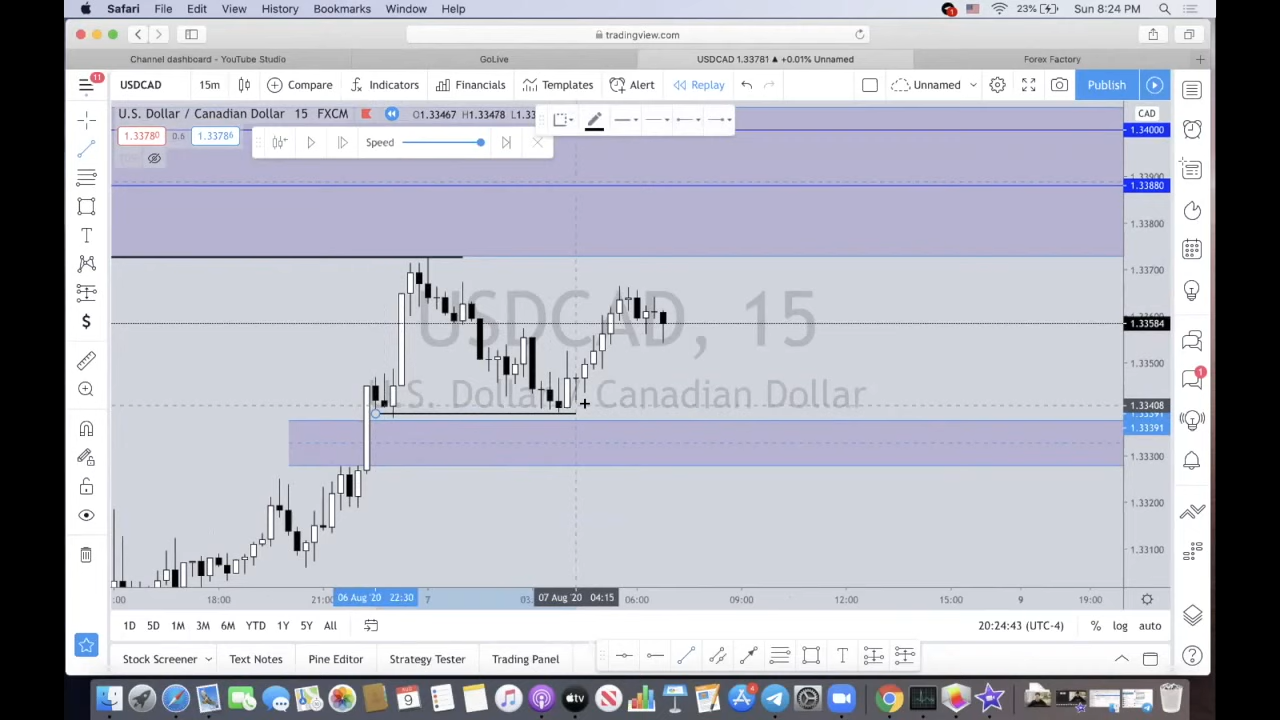 Safari File Edit View History Bookmarks Window Help 1 23% Sun 8:24 PM
tradingview.com
Channel dashboard - YouTube Studio GoLive USDCAD 1.33781 ▲ +0.01% Unnamed Forex Factory
11 USDCAD 15m Compare Indicators Financials Templates Alert Replay Unnamed Publish
U.S. Dollar / Canadian Dollar 15 FXCM O1.33467 H1.33478 CAD
1.33780 0.6 1.33786 Speed
1.34000
1.33900
1.33880
1.33800
1.33700
USDCAD, 15
1.33584
1.33500
U.S. Dollar / Canadian Dollar
1.33408
1.33391
1.33300
1.33200
1.33100
18:00 06 Aug '20 22:30 7 07 Aug '20 04:15 06:00 09:00 12:00 15:00 9 19:00
1D 5D 1M 3M 6M YTD 1Y 5Y All 20:24:43 (UTC-4) % log auto
Stock Screener Text Notes Pine Editor Strategy Tester Trading Panel